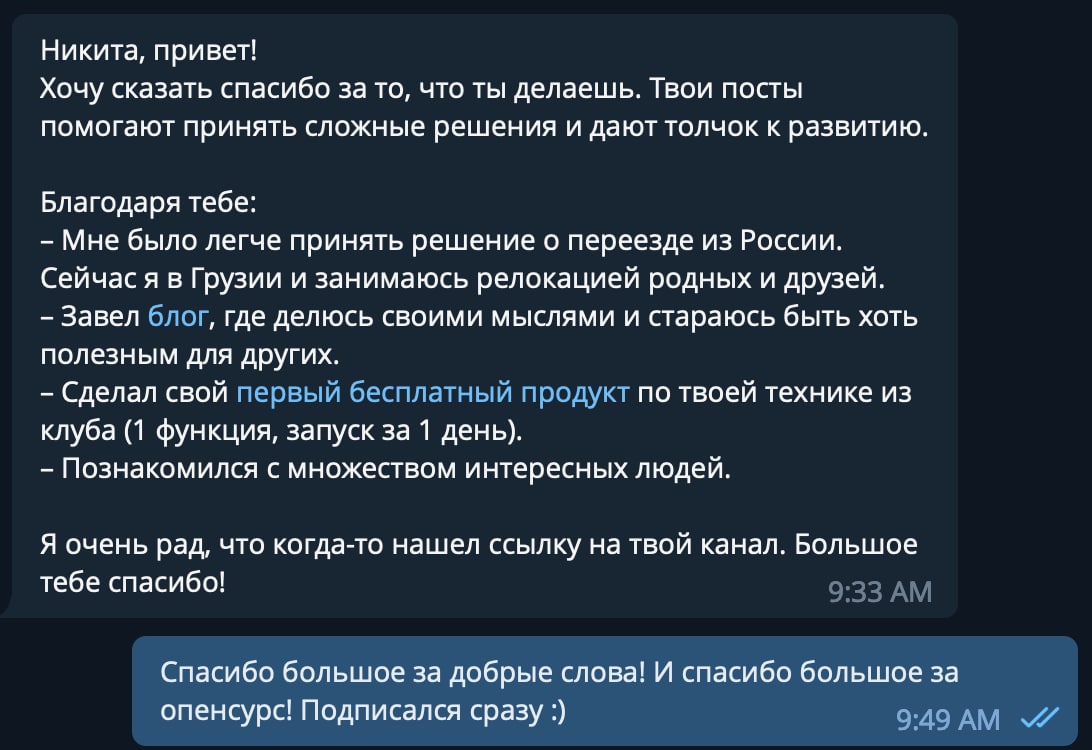 Никита, привет!
Хочу сказать спасибо за то, что ты делаешь. Твои посты
помогают принять сложные решения и дают толчок к развитию.
Благодаря тебе:
– Мне было легче принять решение о переезде из России.
Сейчас я в Грузии и занимаюсь релокацией родных и друзей.
– Завел блог, где делюсь своими мыслями и стараюсь быть хоть
полезным для других.
– Сделал свой первый бесплатный продукт по твоей технике из
клуба (1 функция, запуск за 1 день).
– Познакомился с множеством интересных людей.
Я очень рад, что когда-то нашел ссылку на твой канал. Большое
тебе спасибо!
9:33 AM
Спасибо большое за добрые слова! И спасибо большое за
опенсурс! Подписался сразу :)
9:49 AM